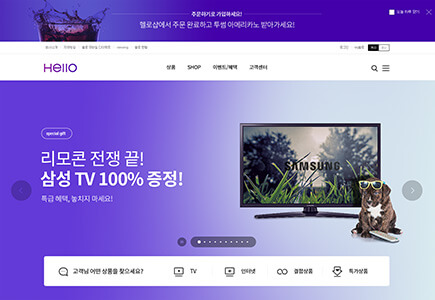 주문하기로 가입하세요!
헬로샵에서 주문 완료하고 투썸 아메리카노 받아가세요!
오늘 하루 닫기
Hello
상품
SHOP
이벤트/혜택
고객센터
special gift
리모콘 전쟁 끝!
삼성 TV 100% 증정!
특급 혜택, 놓치지 마세요!
SAMSUNG
고객님 어떤 상품을 찾으세요?
TV
인터넷
결합상품
특가상품